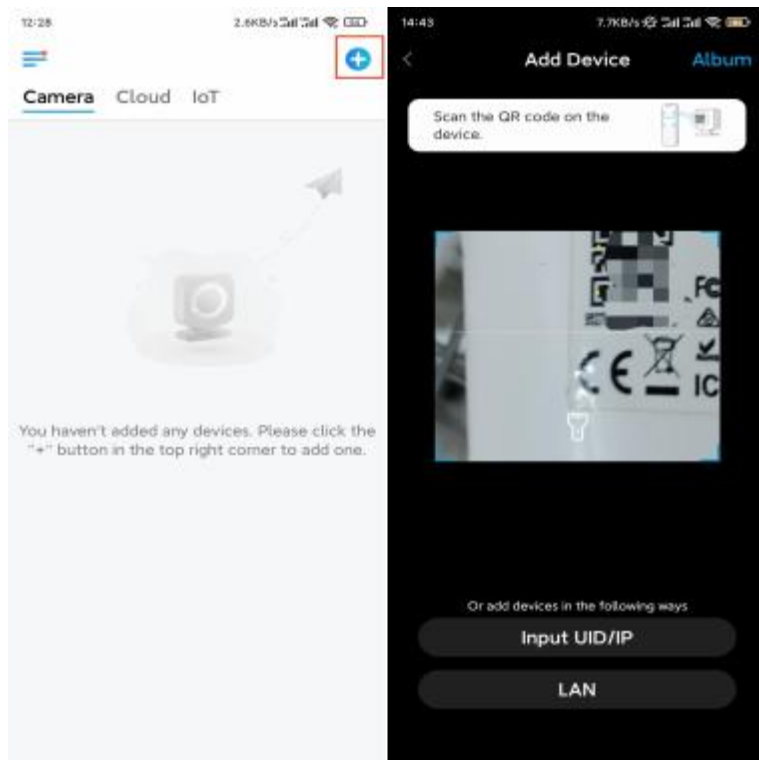 12:28
2.6KB/s
Camera Cloud IoT
You haven't added any devices. Please click the
"+" button in the top right corner to add one.
14:43
7.7KB/s
Add Device
Album
Scan the QR code on the
device.
FC
CE
IC
Or add devices in the following ways
Input UID/IP
LAN